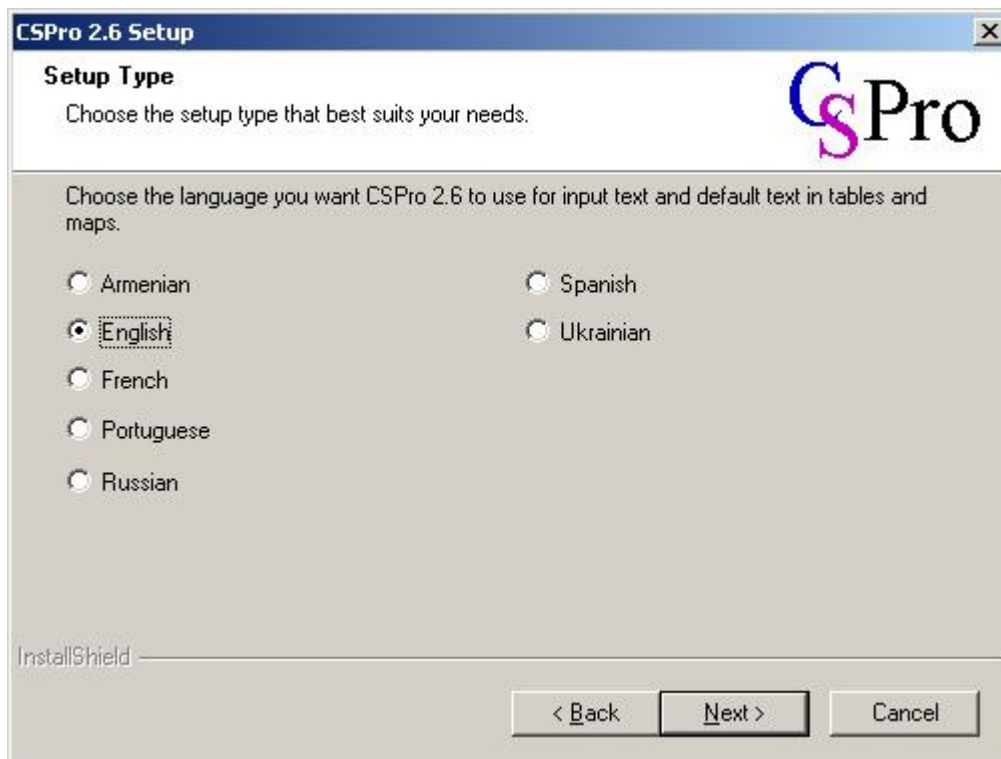 CSPro 2.6 Setup
Setup Type
Choose the setup type that best suits your needs.
CSPro
Choose the language you want CSPro 2.6 to use for input text and default text in tables and
maps.
Armenian
English
French
Portuguese
Russian
Spanish
Ukrainian
InstallShield
< Back
Next >
Cancel